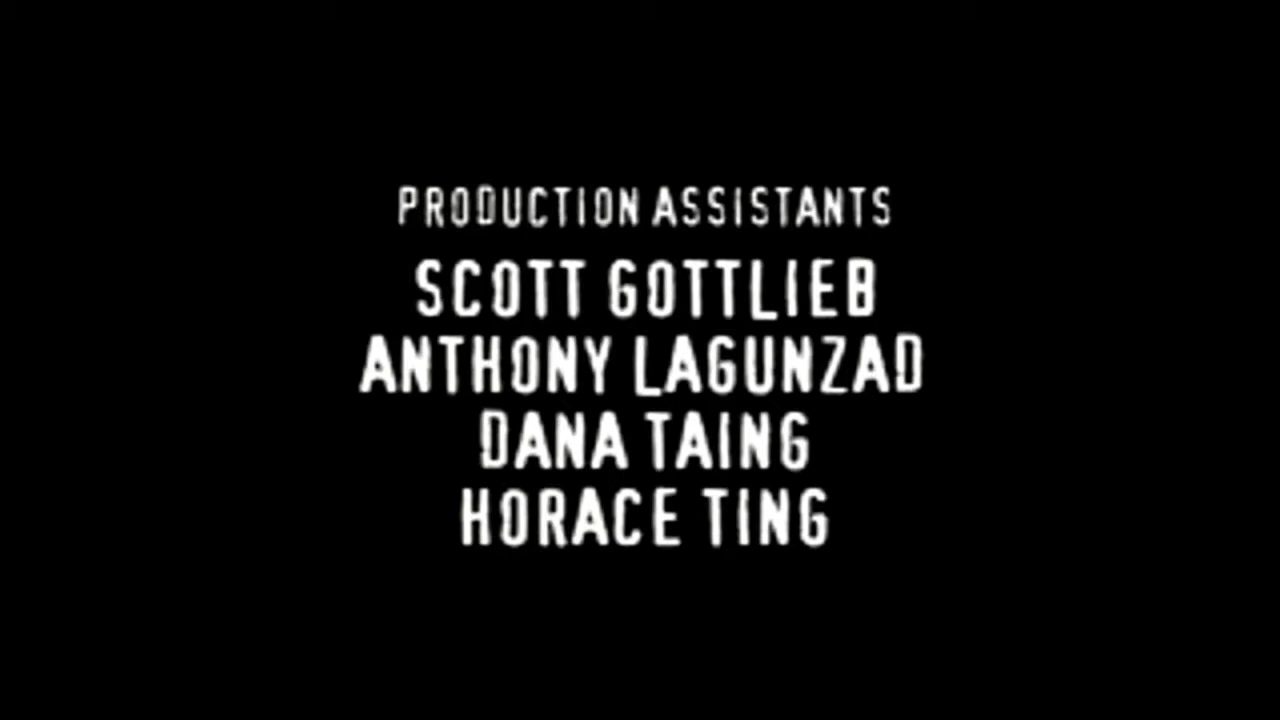 PRODUCTION ASSISTANTS
SCOTT GOTTLIEB
ANTHONY LAGUNZAD
DANA TAING
HORACE TING